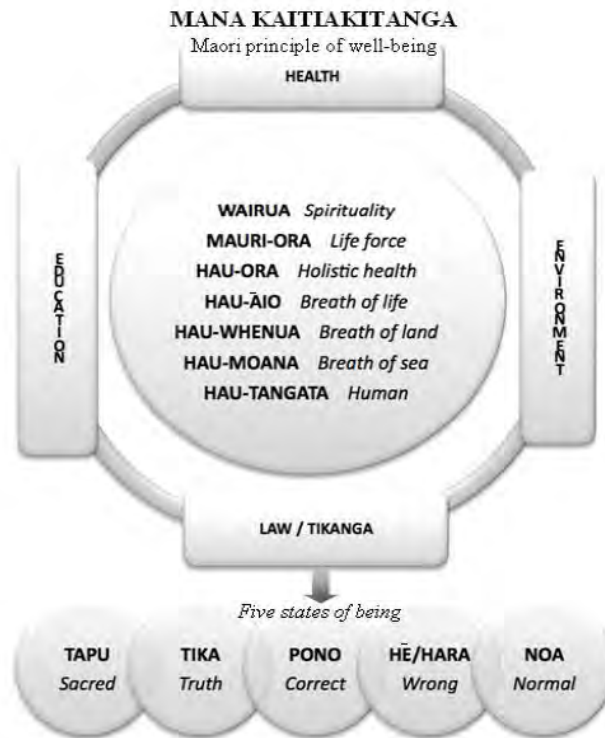 MANA KAITIAKITANGA
Maori principle of well-being
HEALTH
EDUCATION
ENVIRONMENT
WAIRUA Spirituality
MAURI-ORA Life force
HAU-ORA Holistic health
HAU-ĀIO Breath of life
HAU-WHENUA Breath of land
HAU-MOANA Breath of sea
HAU-TANGATA Human
LAW / TIKANGA
Five states of being
TAPU
Sacred
TIKA
Truth
PONO
Correct
HĒ/HARA
Wrong
NOA
Normal